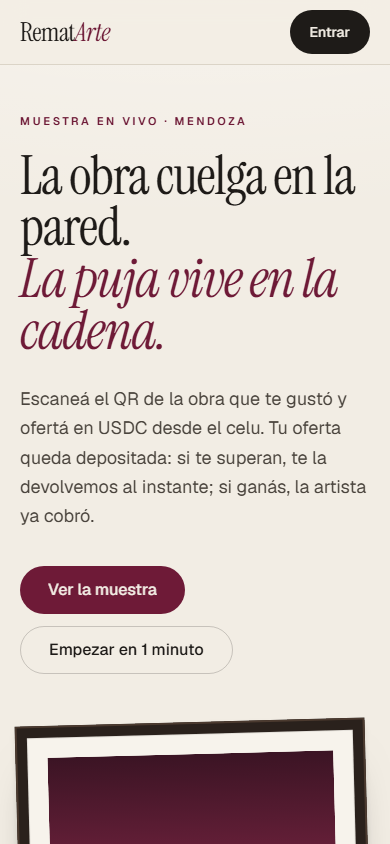 RematArte
Entrar
MUESTRA EN VIVO · MENDOZA
La obra cuelga en la
pared.
La puja vive en la
cadena.
Escaneá el QR de la obra que te gustó y
ofertá en USDC desde el celu. Tu oferta
queda depositada: si te superan, te la
devolvemos al instante; si ganás, la artista
ya cobró.
Ver la muestra
Empezar en 1 minuto